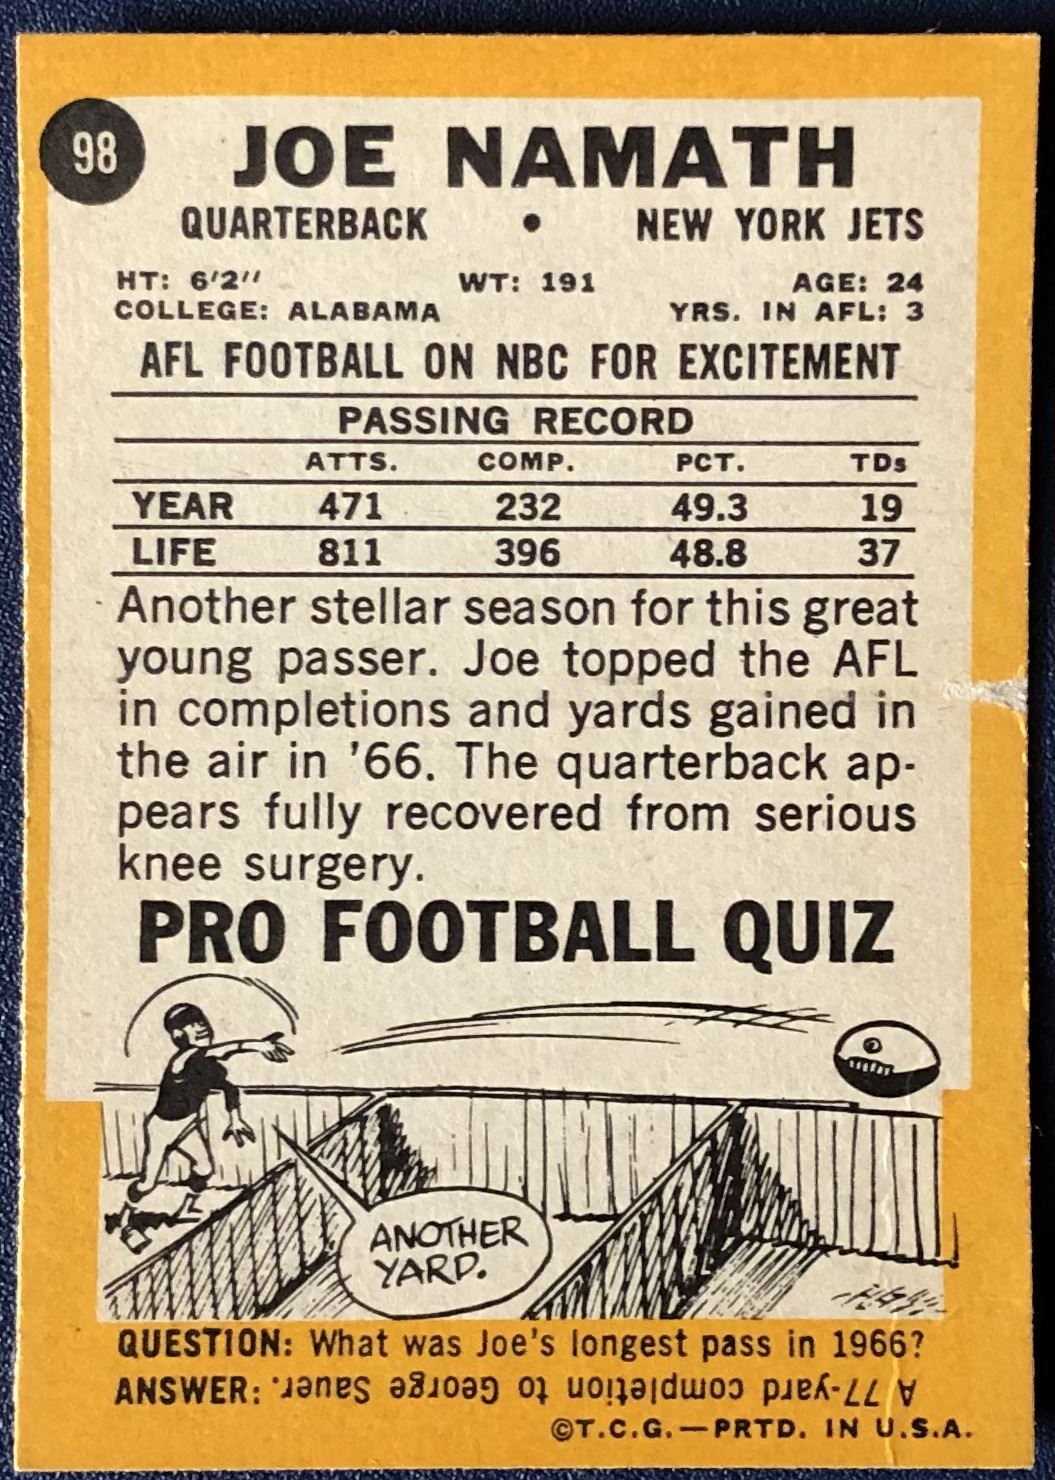 98
JOE NAMATH
QUARTERBACK • NEW YORK JETS
HT: 6'2" WT: 191 AGE: 24
COLLEGE: ALABAMA YRS. IN AFL: 3
AFL FOOTBALL ON NBC FOR EXCITEMENT
PASSING RECORD
ATTS. COMP. PCT. TDs
YEAR 471 232 49.3 19
LIFE 811 396 48.8 37
Another stellar season for this great
young passer. Joe topped the AFL
in completions and yards gained in
the air in '66. The quarterback ap-
pears fully recovered from serious
knee surgery.
PRO FOOTBALL QUIZ
ANOTHER
YARD.
QUESTION: What was Joe's longest pass in 1966?
ANSWER: A 77-yard completion to George Sauer.
©T.C.G.—PRTD. IN U.S.A.